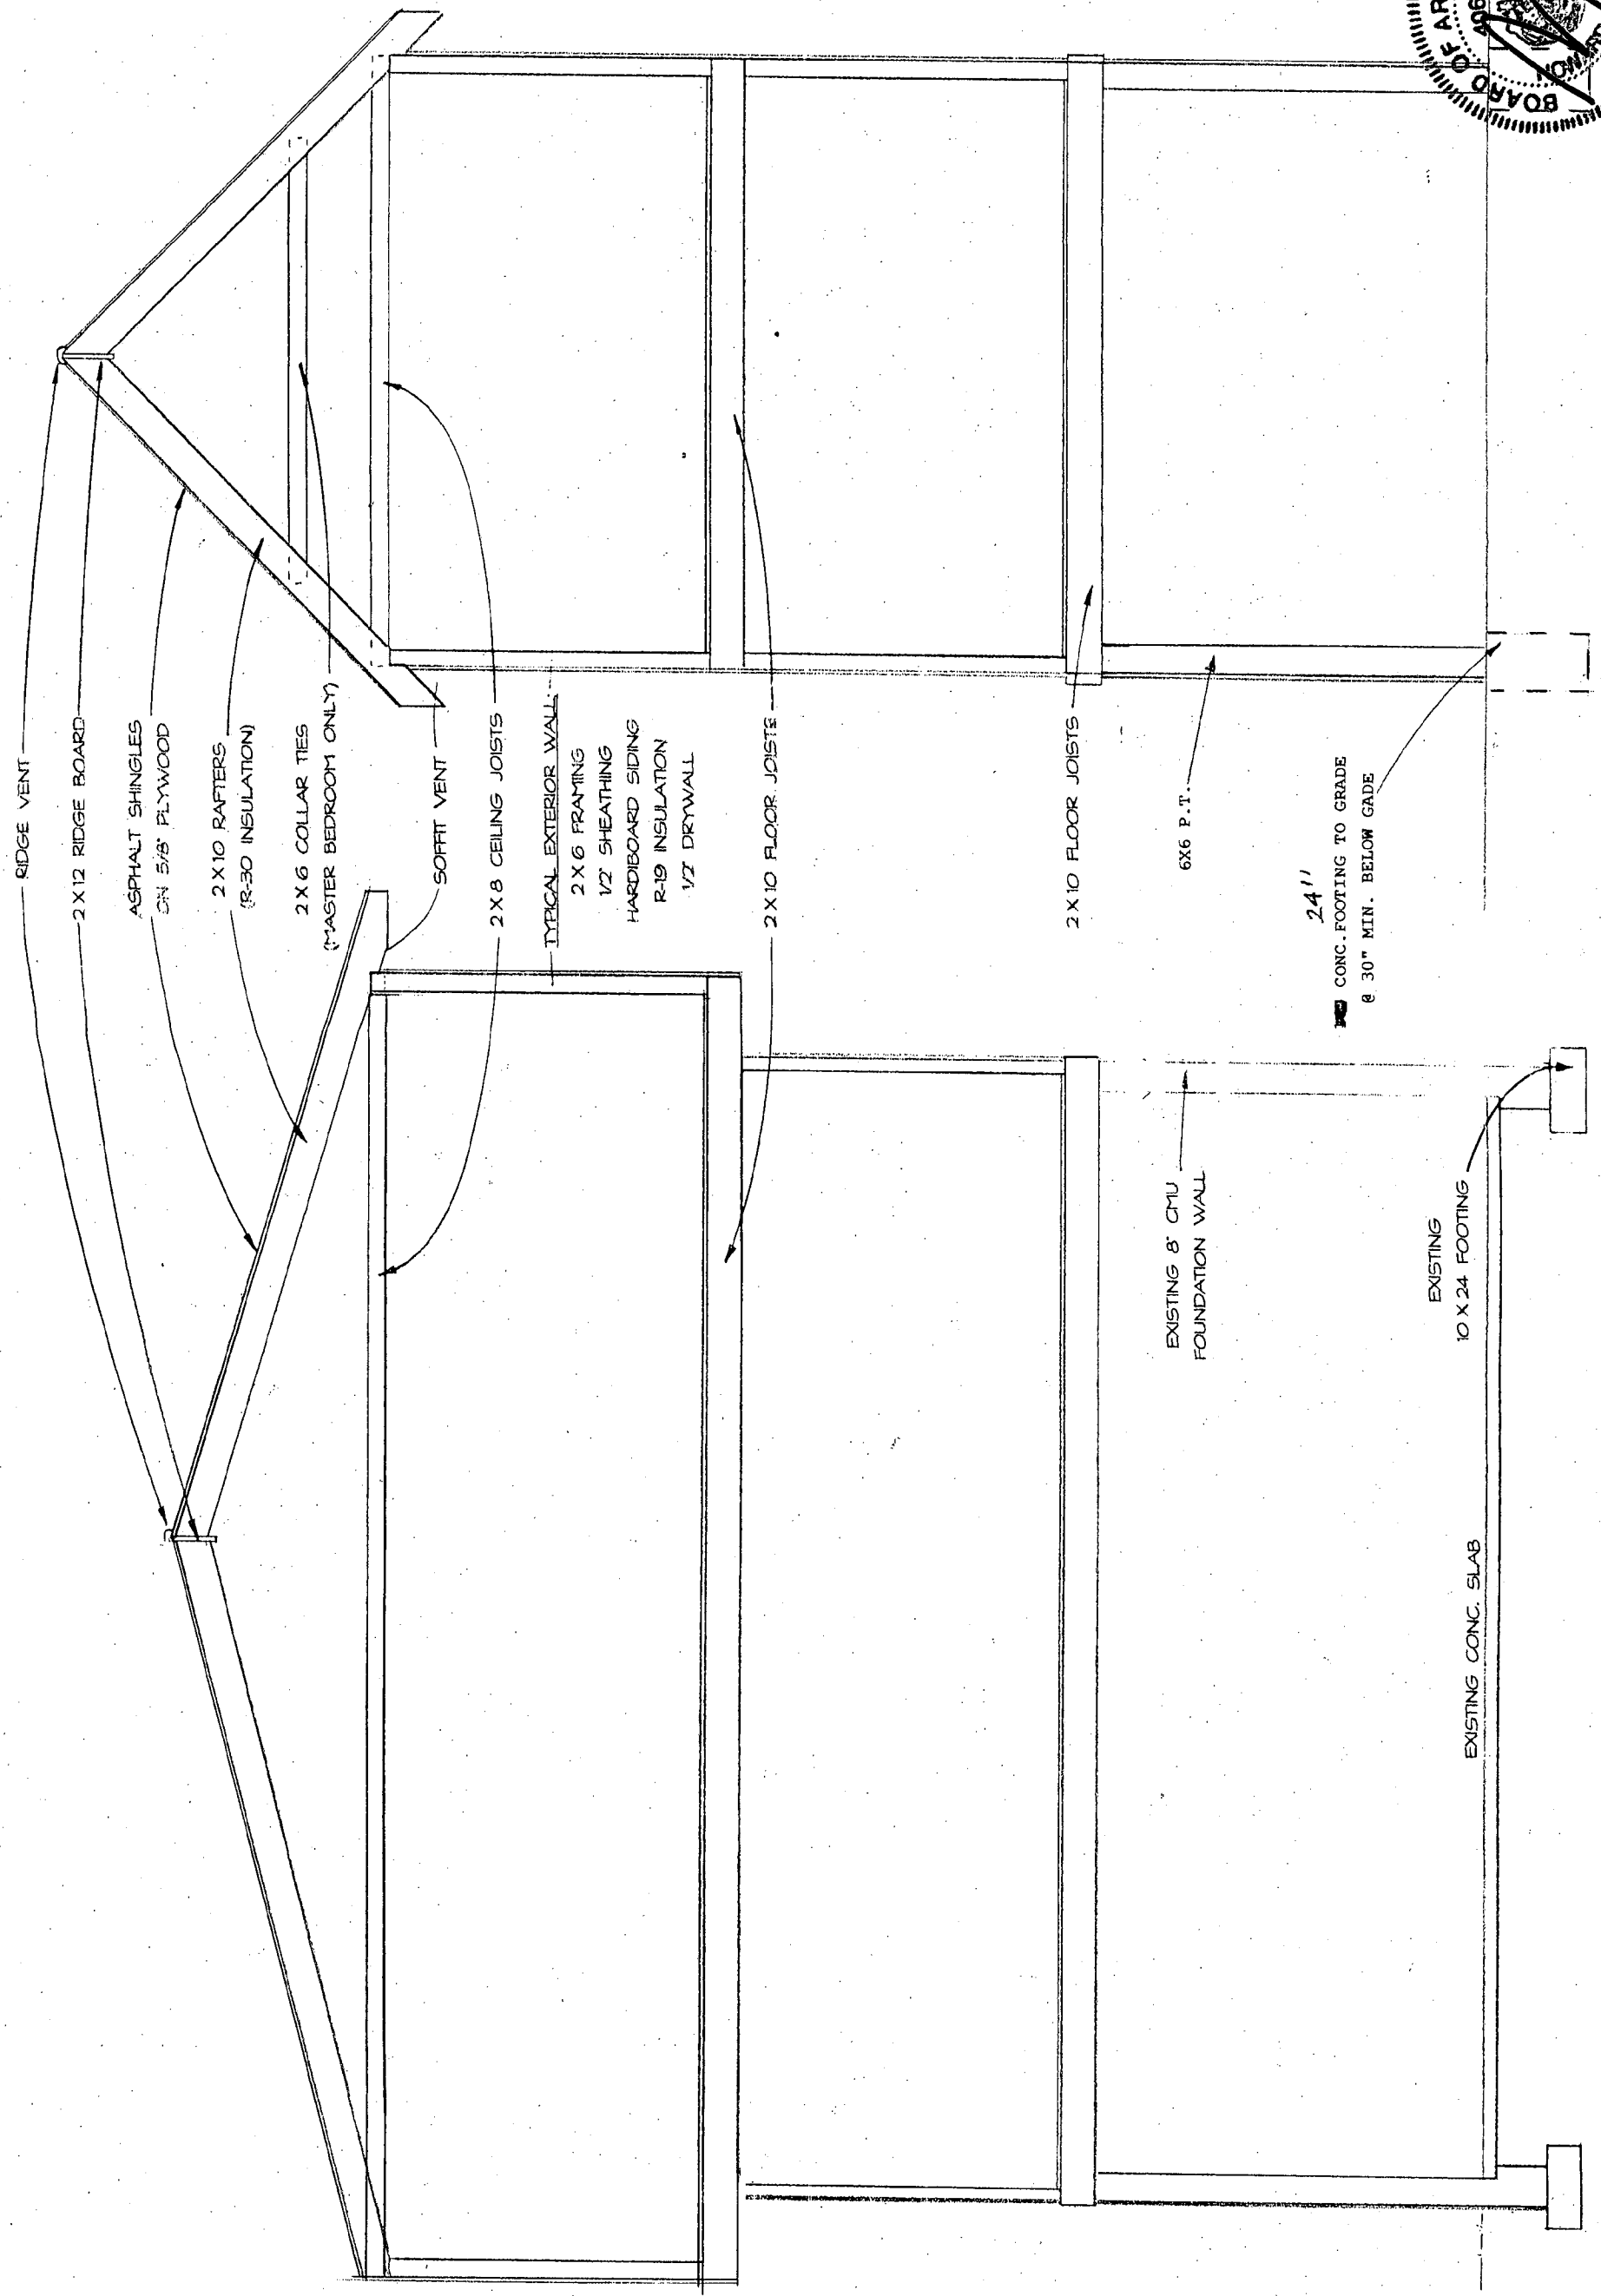 RIDGE VENT
2 X 12 RIDGE BOARD
ASPHALT SHINGLES
ON 5/8" PLYWOOD
2 X 10 RAFTERS
(R-30 INSULATION)
2 X 6 COLLAR TIES
(MASTER BEDROOM ONLY)
SOFFIT VENT
2 X 8 CEILING JOISTS
TYPICAL EXTERIOR WALL:
2 X 6 FRAMING
1/2" SHEATHING
HARDIBOARD SIDING
R-19 INSULATION
1/2" DRYWALL
2 X 10 FLOOR JOISTS
2 X 10 FLOOR JOISTS
6X6 P.T.
24"
CONC. FOOTING TO GRADE
@ 30" MIN. BELOW GADE
EXISTING 8" CMU
FOUNDATION WALL
EXISTING
10 X 24 FOOTING
EXISTING CONC. SLAB
BOARD OF AR